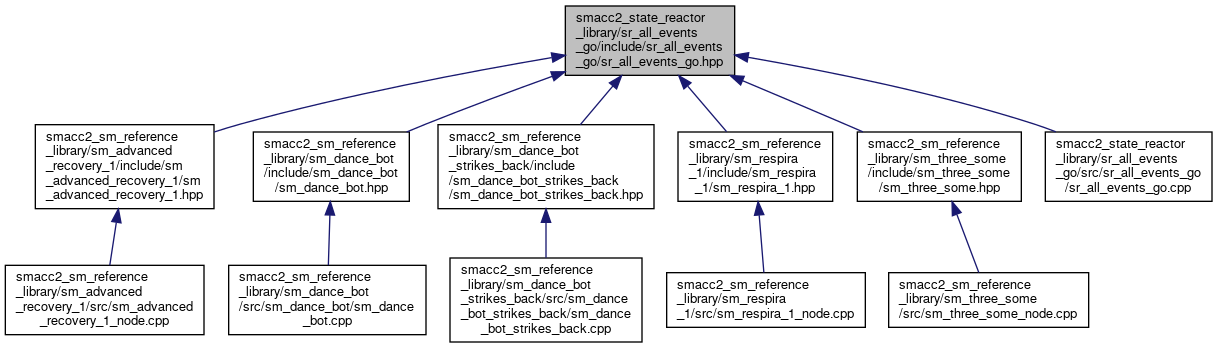 smacc2_state_reactor
_library/sr_all_events
_go/include/sr_all_events
_go/sr_all_events_go.hpp
smacc2_sm_reference
_library/sm_advanced
_recovery_1/include/sm
_advanced_recovery_1/sm
_advanced_recovery_1.hpp
smacc2_sm_reference
_library/sm_dance_bot
/include/sm_dance_bot
/sm_dance_bot.hpp
smacc2_sm_reference
_library/sm_dance_bot
_strikes_back/include
/sm_dance_bot_strikes_back
/sm_dance_bot_strikes_back.hpp
smacc2_sm_reference
_library/sm_respira
_1/include/sm_respira
_1/sm_respira_1.hpp
smacc2_sm_reference
_library/sm_three_some
/include/sm_three_some
/sm_three_some.hpp
smacc2_state_reactor
_library/sr_all_events
_go/src/sr_all_events_go
/sr_all_events_go.cpp
smacc2_sm_reference
_library/sm_advanced
_recovery_1/src/sm_advanced
_recovery_1_node.cpp
smacc2_sm_reference
_library/sm_dance_bot
/src/sm_dance_bot/sm_dance
_bot.cpp
smacc2_sm_reference
_library/sm_dance_bot
_strikes_back/src/sm_dance
_bot_strikes_back/sm_dance
_bot_strikes_back.cpp
smacc2_sm_reference
_library/sm_respira
_1/src/sm_respira_1_node.cpp
smacc2_sm_reference
_library/sm_three_some
/src/sm_three_some_node.cpp